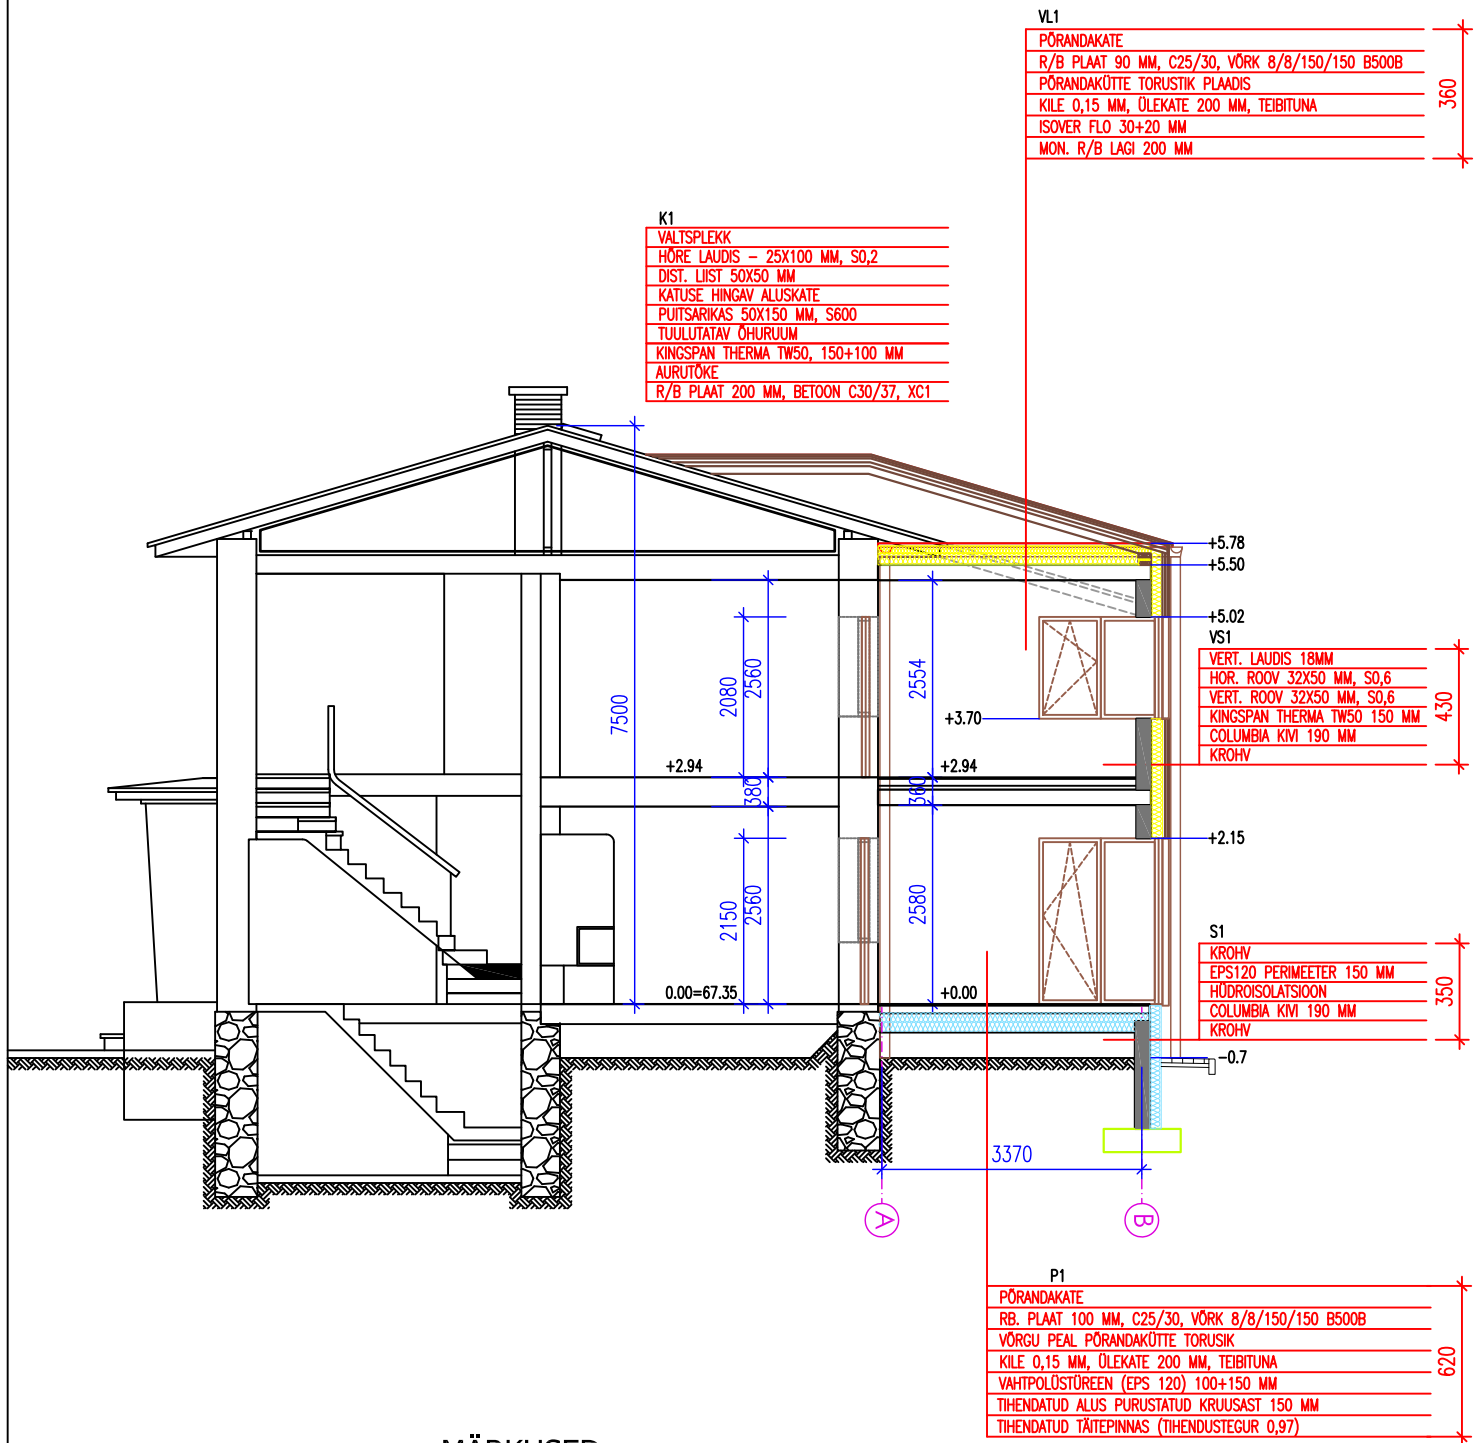 VL1
PÕRANDAKATE
R/B PLAAT 90 MM, C25/30, VÕRK 8/8/150/150 B500B
PÕRANDAKÜTTE TORUSTIK PLAADIS
KILE 0,15 MM, ÜLEKATE 200 MM, TEIBITUNA
ISOVER FLO 30+20 MM
MON. R/B LAGI 200 MM
360
K1
VALTSPLEKK
HÕRE LAUDIS - 25X100 MM, S0,2
DIST. LIIST 50X50 MM
KATUSE HINGAV ALUSKATE
PUITSARIKAS 50X150 MM, S600
TUULUTATAV ÕHURUUM
KINGSPAN THERMA TW50, 150+100 MM
AURUTÕKE
R/B PLAAT 200 MM, BETOON C30/37, XC1
+5.78
+5.50
+5.02
VS1
VERT. LAUDIS 18MM
HOR. ROOV 32X50 MM, S0,6
VERT. ROOV 32X50 MM, S0,6
KINGSPAN THERMA TW50 150 MM
COLUMBIA KIVI 190 MM
KROHV
430
7500
2080
2560
2554
+3.70
+2.94
+2.94
380
360
+2.15
2150
2560
2580
0.00=67.35
+0.00
S1
KROHV
EPS120 PERIMEETER 150 MM
HÜDROISOLATSIOON
COLUMBIA KIVI 190 MM
KROHV
350
-0.7
3370
A
B
P1
PÕRANDAKATE
RB. PLAAT 100 MM, C25/30, VÕRK 8/8/150/150 B500B
VÕRGU PEAL PÕRANDAKÜTTE TORUSIK
KILE 0,15 MM, ÜLEKATE 200 MM, TEIBITUNA
VAHTPOLÜSTÜREEN (EPS 120) 100+150 MM
TIHENDATUD ALUS PURUSTATUD KRUUSAST 150 MM
TIHENDATUD TÄITEPINNAS (TIHENDUSTEGUR 0,97)
620
MÄRKUSED